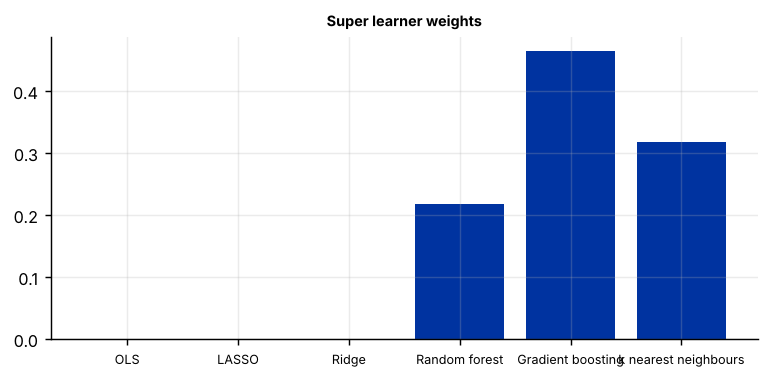 Super learner weights
0.4
0.3
0.2
0.1
0.0
OLS LASSO Ridge Random forest Gradient boosting k nearest neighbours